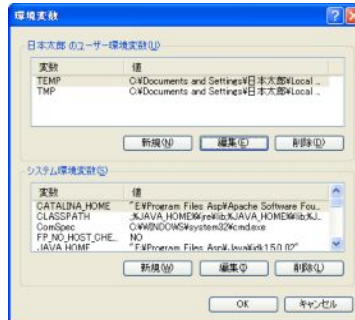 環境変数
日本太郎 のユーザー環境変数(U)
変数 値
TEMP C:¥Documents and Settings¥日本太郎¥Local ...
TMP C:¥Documents and Settings¥日本太郎¥Local ...
新規(N) 編集(E) 削除(D)
システム環境変数(S)
変数 値
CATALINA_HOME "E:¥Program Files Asp¥Apache Software Fou...
CLASSPATH .;%JAVA_HOME%¥jre¥lib;%JAVA_HOME%¥lib;%J...
ComSpec C:¥WINDOWS¥system32¥cmd.exe
FP_NO_HOST_CHE... NO
JAVA_HOME "E:¥Program Files Asp¥Java¥jdk1.5.0_02"
新規(W) 編集(I) 削除(L)
OK キャンセル